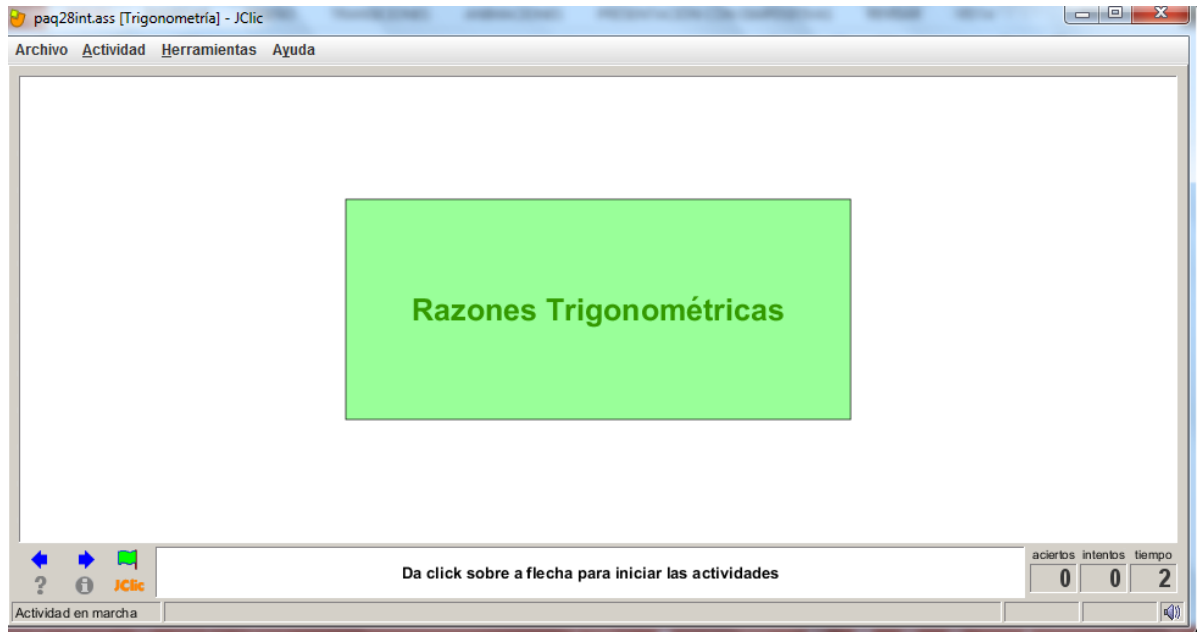 paq28int.ass [Trigonometría] - JClic
Archivo Actividad Herramientas Ayuda
Razones Trigonométricas
Da click sobre a flecha para iniciar las actividades
aciertos intentos tiempo
0 0 2
? i JClic
Actividad en marcha